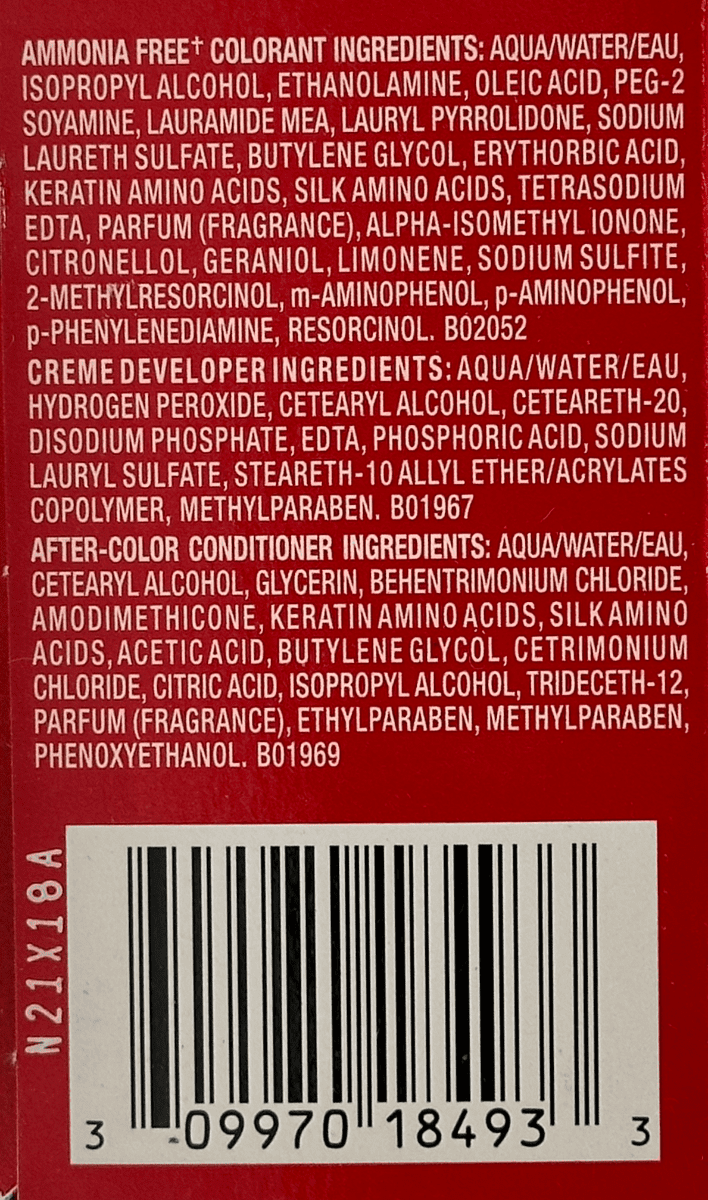 AMMONIA FREE† COLORANT INGREDIENTS: AQUA/WATER/EAU,
ISOPROPYL ALCOHOL, ETHANOLAMINE, OLEIC ACID, PEG-2
SOYAMINE, LAURAMIDE MEA, LAURYL PYRROLIDONE, SODIUM
LAURETH SULFATE, BUTYLENE GLYCOL, ERYTHORBIC ACID,
KERATIN AMINO ACIDS, SILK AMINO ACIDS, TETRASODIUM
EDTA, PARFUM (FRAGRANCE), ALPHA-ISOMETHYL IONONE,
CITRONELLOL, GERANIOL, LIMONENE, SODIUM SULFITE,
2-METHYLRESORCINOL, m-AMINOPHENOL, p-AMINOPHENOL,
p-PHENYLENEDIAMINE, RESORCINOL. B02052
CREME DEVELOPER INGREDIENTS: AQUA/WATER/EAU,
HYDROGEN PEROXIDE, CETEARYL ALCOHOL, CETEARETH-20,
DISODIUM PHOSPHATE, EDTA, PHOSPHORIC ACID, SODIUM
LAURYL SULFATE, STEARETH-10 ALLYL ETHER/ACRYLATES
COPOLYMER, METHYLPARABEN. B01967
AFTER-COLOR CONDITIONER INGREDIENTS: AQUA/WATER/EAU,
CETEARYL ALCOHOL, GLYCERIN, BEHENTRIMONIUM CHLORIDE,
AMODIMETHICONE, KERATIN AMINO ACIDS, SILK AMINO
ACIDS, ACETIC ACID, BUTYLENE GLYCOL, CETRIMONIUM
CHLORIDE, CITRIC ACID, ISOPROPYL ALCOHOL, TRIDECETH-12,
PARFUM (FRAGRANCE), ETHYLPARABEN, METHYLPARABEN,
PHENOXYETHANOL. B01969
N21X18A
3 09970 18493 3